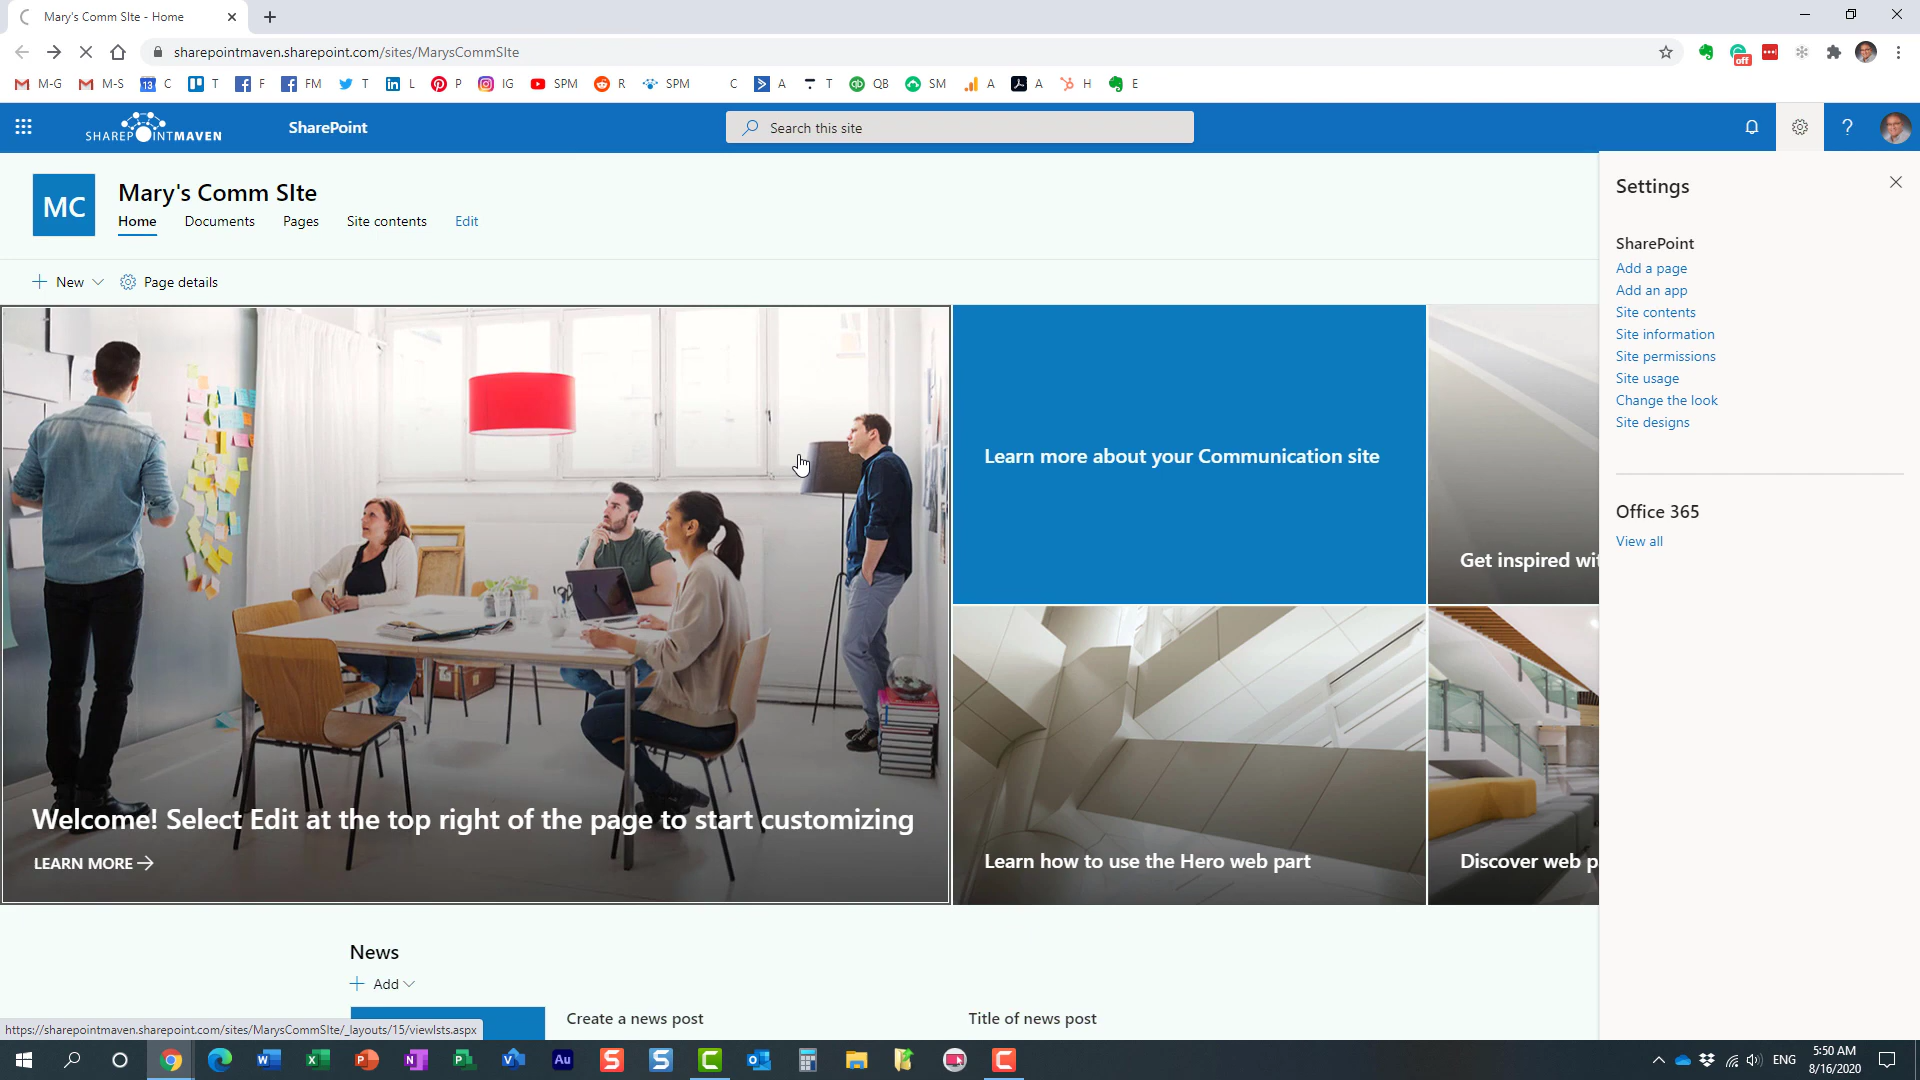 Mary's Comm SIte - Home
sharepointmaven.sharepoint.com/sites/MarysCommSIte
M-G M-S 13 C T F FM T L P IG SPM R SPM C A T QB SM A A H E
off
SHAREPOINTMAVEN
SharePoint
Search this site
?
MC
Mary's Comm SIte
Home Documents Pages Site contents Edit
New Page details
Welcome! Select Edit at the top right of the page to start customizing
LEARN MORE
Learn more about your Communication site
Get inspired wit
Learn how to use the Hero web part
Discover web p
News
Add
Create a news post
Title of news post
Settings
SharePoint
Add a page
Add an app
Site contents
Site information
Site permissions
Site usage
Change the look
Site designs
Office 365
View all
https://sharepointmaven.sharepoint.com/sites/MarysCommSIte/_layouts/15/viewlsts.aspx
Au
ENG
5:50 AM
8/16/2020